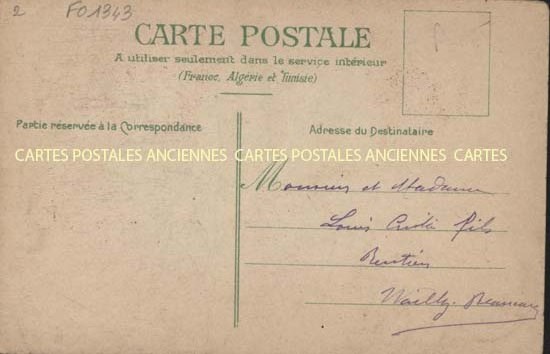 2
FO1343
CARTE POSTALE
A utiliser seulement dans le service intérieur
(France, Algérie et Tunisie)
Partie réservée à la Correspondance
Adresse du Destinataire
CARTES POSTALES ANCIENNES CARTES POSTALES ANCIENNES CARTES
Monsieur et Madame
Louis fils
Rentier
Noailly